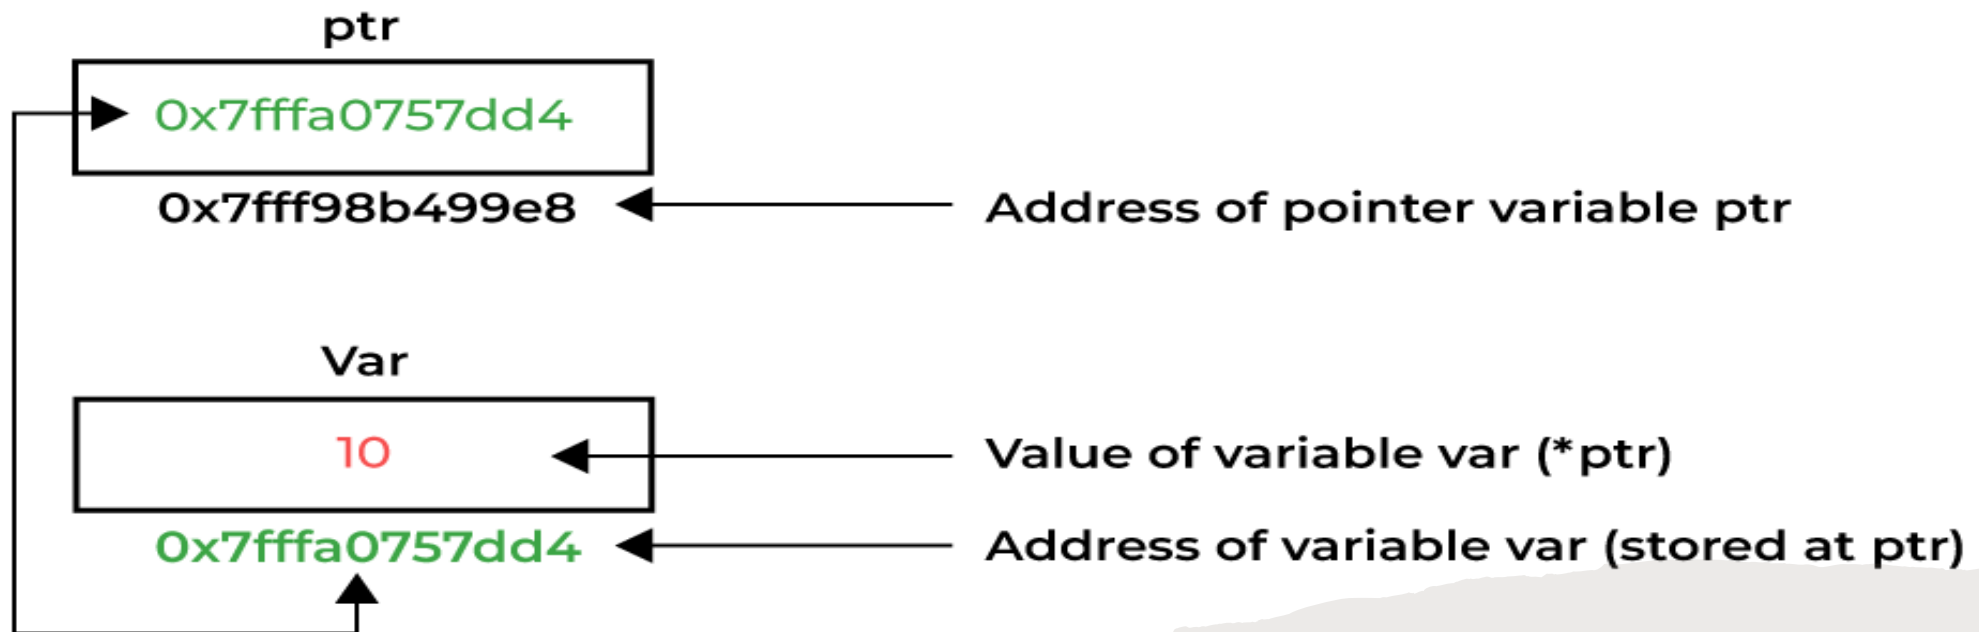 ptr
0x7fffa0757dd4
0x7fff98b499e8
Address of pointer variable ptr
Var
10
Value of variable var (*ptr)
0x7fffa0757dd4
Address of variable var (stored at ptr)